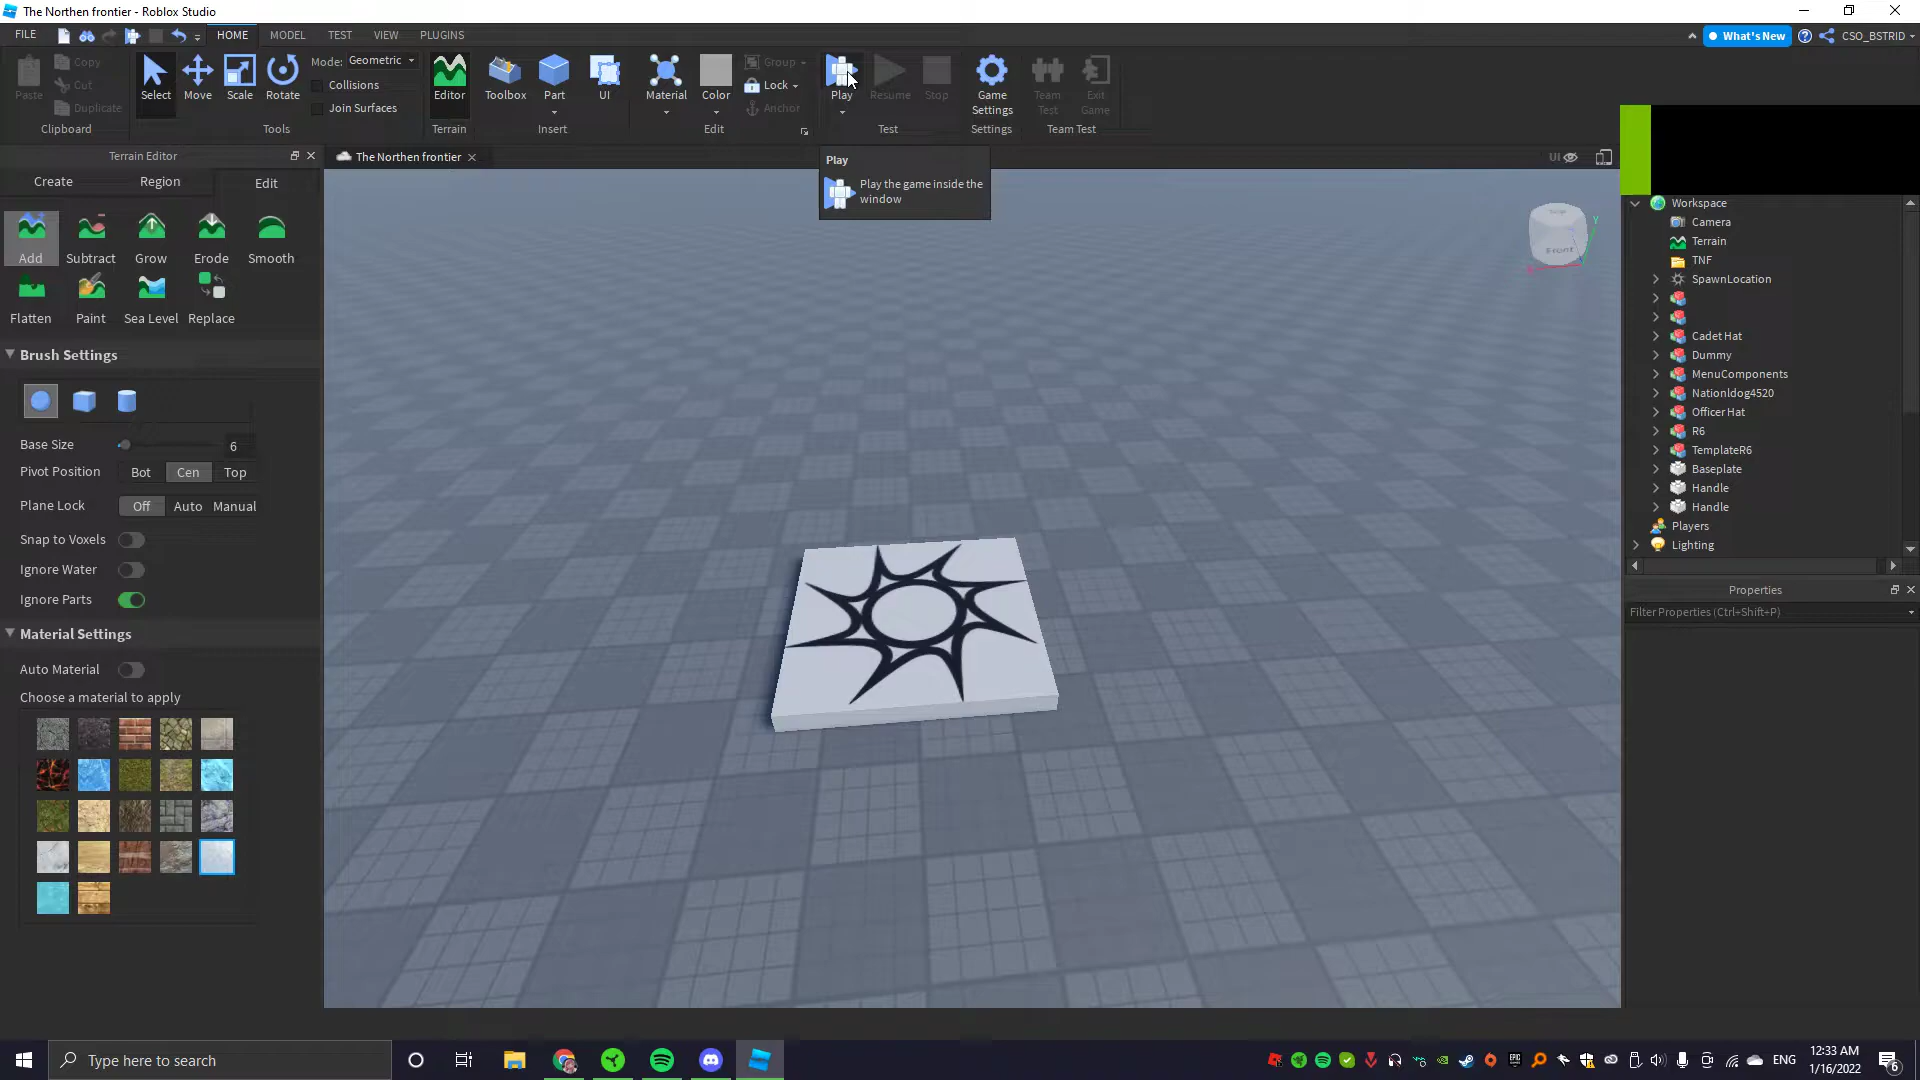 The Northen frontier - Roblox Studio
FILE
HOME
MODEL
TEST
VIEW
PLUGINS
What's New
CSO_BSTRID
Paste
Copy
Cut
Duplicate
Clipboard
Select
Move
Scale
Rotate
Mode: Geometric
Collisions
Join Surfaces
Tools
Editor
Terrain
Toolbox
Part
UI
Insert
Material
Color
Group
Lock
Anchor
Edit
Play
Resume
Stop
Test
Game
Settings
Settings
Team
Test
Exit
Game
Team Test
Terrain Editor
The Northen frontier
UI
Play
Play the game inside the
window
Create
Region
Edit
Add
Subtract
Grow
Erode
Smooth
Flatten
Paint
Sea Level
Replace
Brush Settings
Base Size
6
Pivot Position
Bot
Cen
Top
Plane Lock
Off
Auto
Manual
Snap to Voxels
Ignore Water
Ignore Parts
Material Settings
Auto Material
Choose a material to apply
Front
Y
Workspace
Camera
Terrain
TNF
SpawnLocation
Cadet Hat
Dummy
MenuComponents
Nationldog4520
Officer Hat
R6
TemplateR6
Baseplate
Handle
Handle
Players
Lighting
Properties
Filter Properties (Ctrl+Shift+P)
Type here to search
EPIC
ENG
12:33 AM
1/16/2022
6